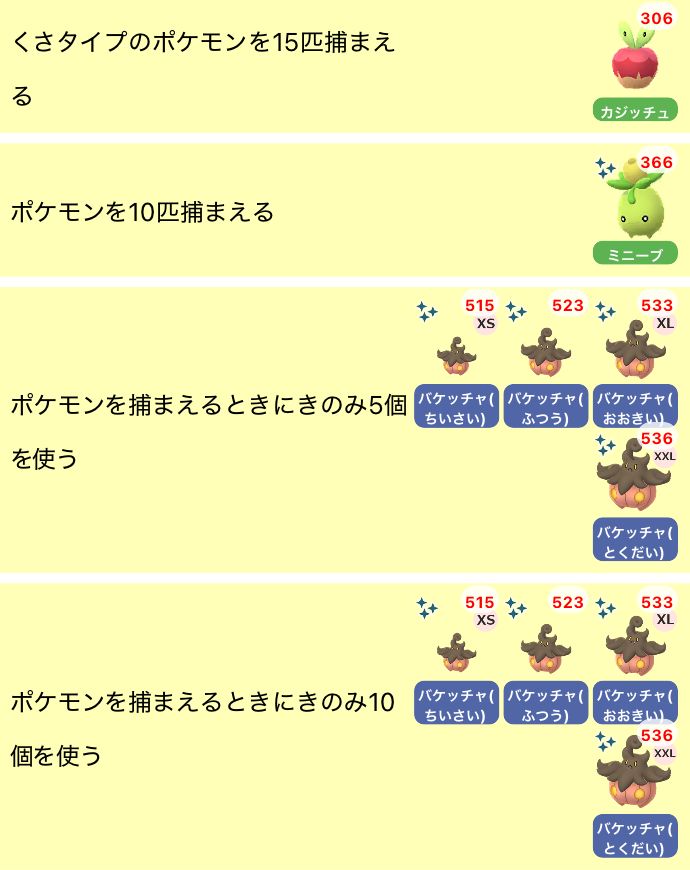 306
くさタイプのポケモンを15匹捕まえ
る
カジッチュ
366
ポケモンを10匹捕まえる
ミニーブ
515 523 533
XS XL
バケッチャ( バケッチャ( バケッチャ(
ちいさい) ふつう) おおきい)
ポケモンを捕まえるときにきのみ5個
を使う
536
XXL
バケッチャ(
とくだい)
515 523 533
XS XL
バケッチャ( バケッチャ( バケッチャ(
ちいさい) ふつう) おおきい)
ポケモンを捕まえるときにきのみ10
個を使う
536
XXL
バケッチャ(
とくだい)